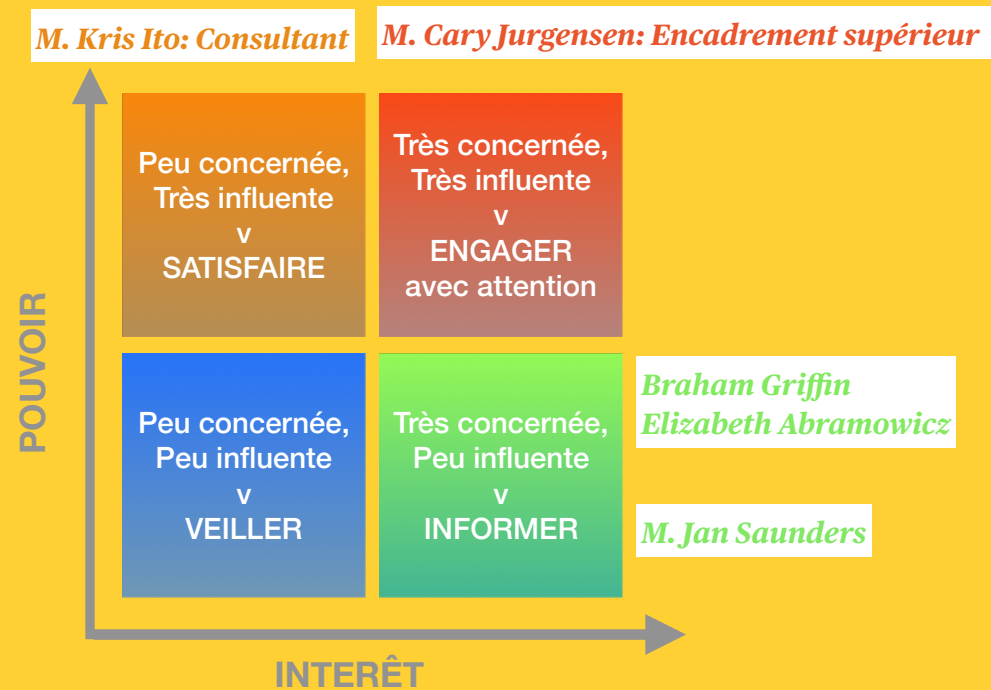 M. Kris Ito: Consultant
M. Cary Jurgensen: Encadrement supérieur
POUVOIR
Peu concernée,
Très influente
v
SATISFAIRE
Très concernée,
Très influente
v
ENGAGER
avec attention
Peu concernée,
Peu influente
v
VEILLER
Très concernée,
Peu influente
v
INFORMER
Braham Griffin
Elizabeth Abramowicz
M. Jan Saunders
INTERÊT